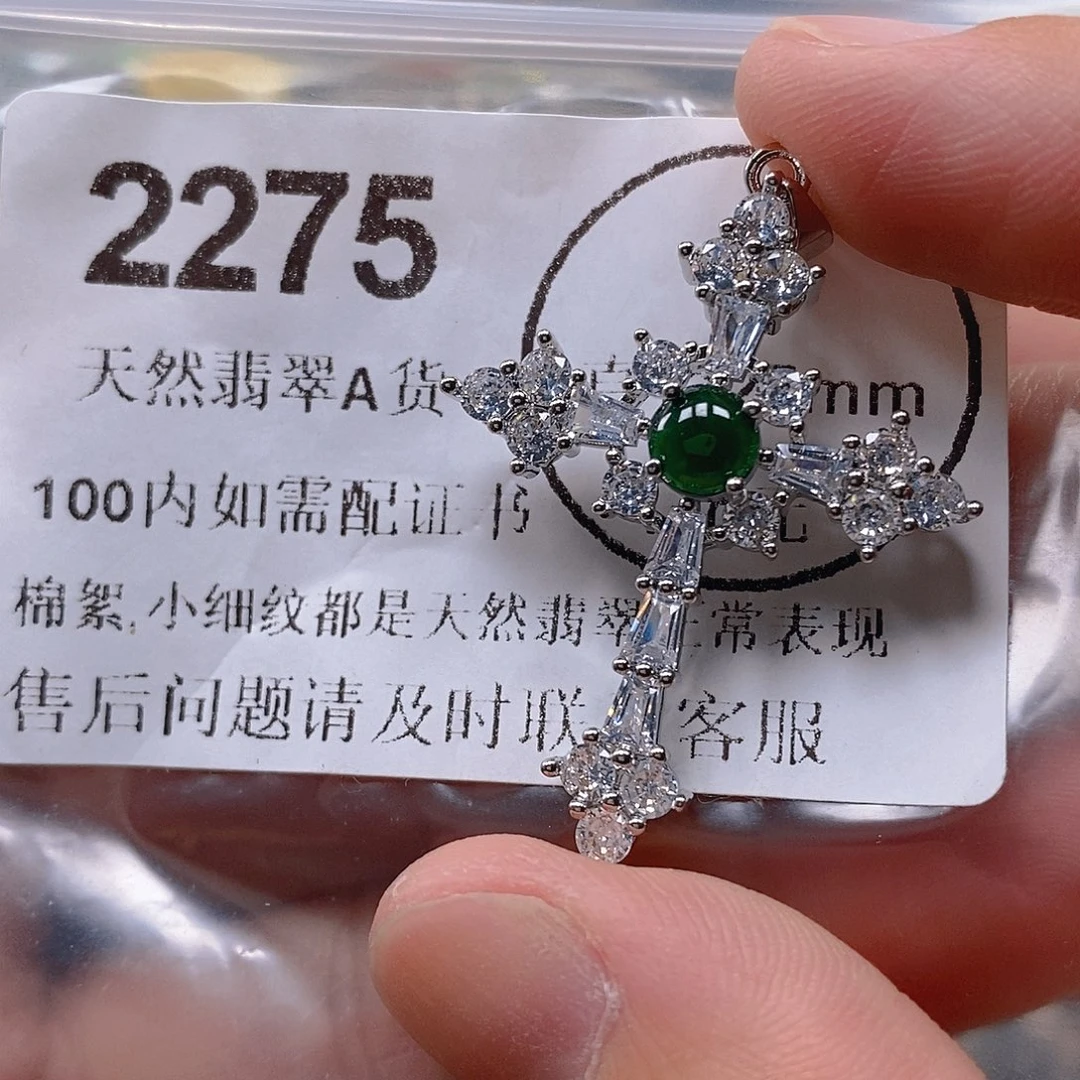 2275
天然翡翠A货 mm
100内如需配证书
棉絮,小细纹都是天然翡翠正常表现
售后问题请及时联 客服